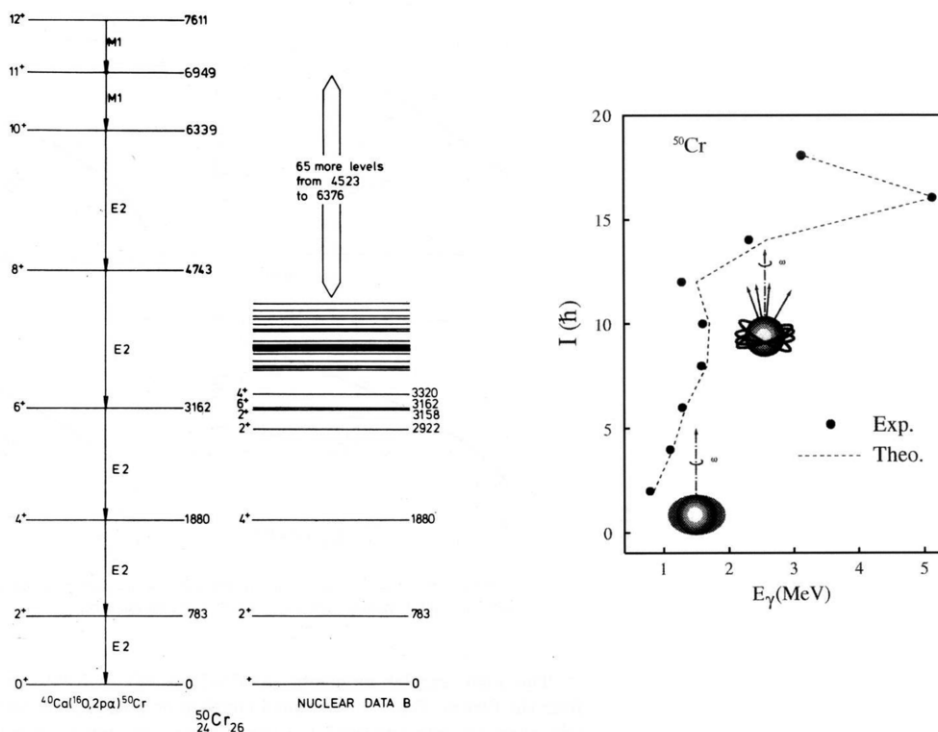 12⁺ 7611
M1
11⁺ 6949
M1
10⁺ 6339
E2
8⁺ 4743
E2
6⁺ 3162
E2
4⁺ 1880
E2
2⁺ 783
E2
0⁺ 0
⁴⁰Ca(¹⁶O,2pα)⁵⁰Cr
65 more levels
from 4523
to 6376
4⁺ 3320
6⁺ 3162
2⁺ 3158
2⁺ 2922
4⁺ 1880
2⁺ 783
⁺ 0
NUCLEAR DATA B
⁵⁰₂₄Cr₂₆
20
15
10
5
0
I (ħ)
⁵⁰Cr
ω
ω
Exp.
Theo.
1 2 3 4 5
Eγ(MeV)